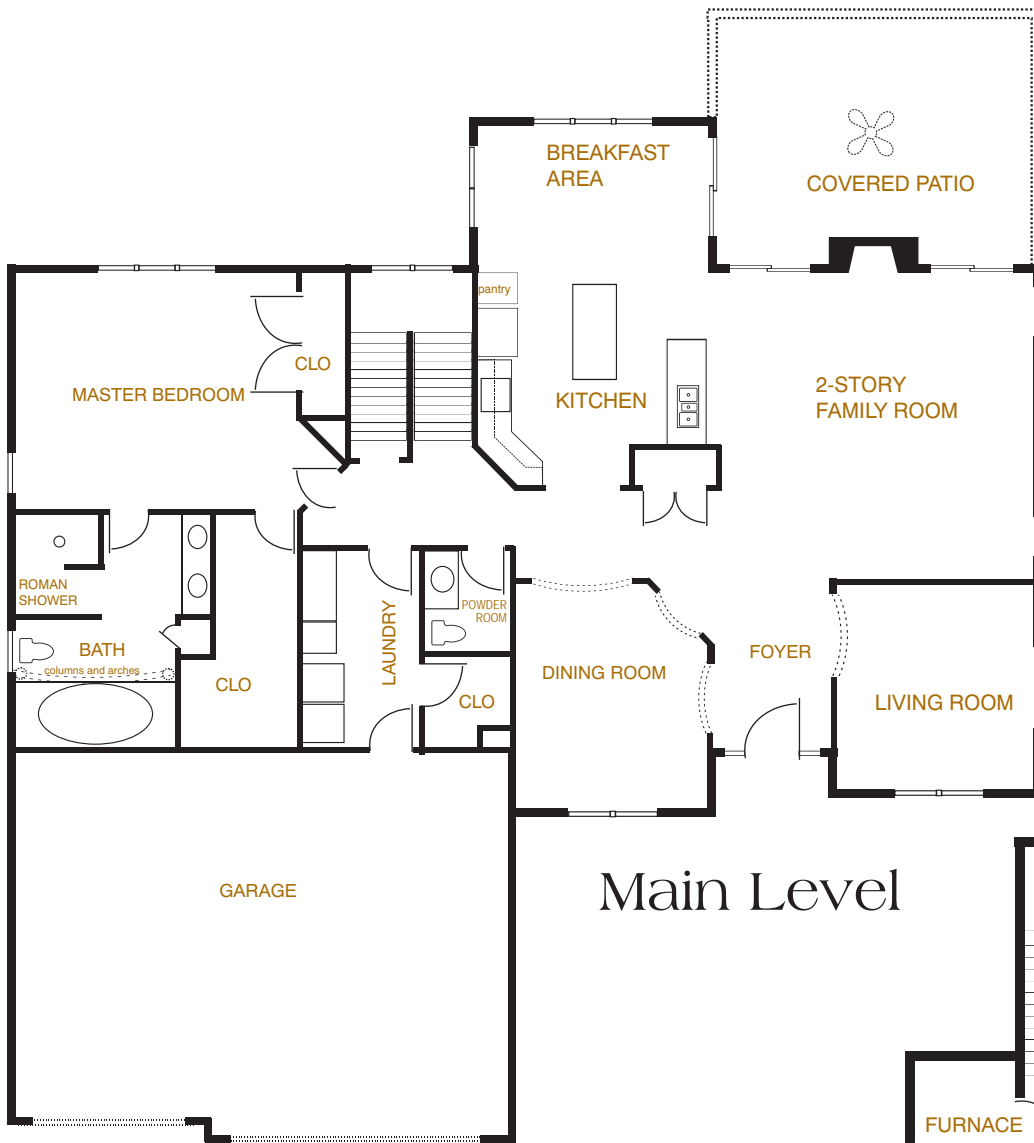 BREAKFAST
AREA
COVERED PATIO
pantry
CLO
MASTER BEDROOM
KITCHEN
2-STORY
FAMILY ROOM
ROMAN
SHOWER
BATH
columns and arches
CLO
LAUNDRY
POWDER
ROOM
CLO
DINING ROOM
FOYER
LIVING ROOM
GARAGE
Main Level
FURNACE